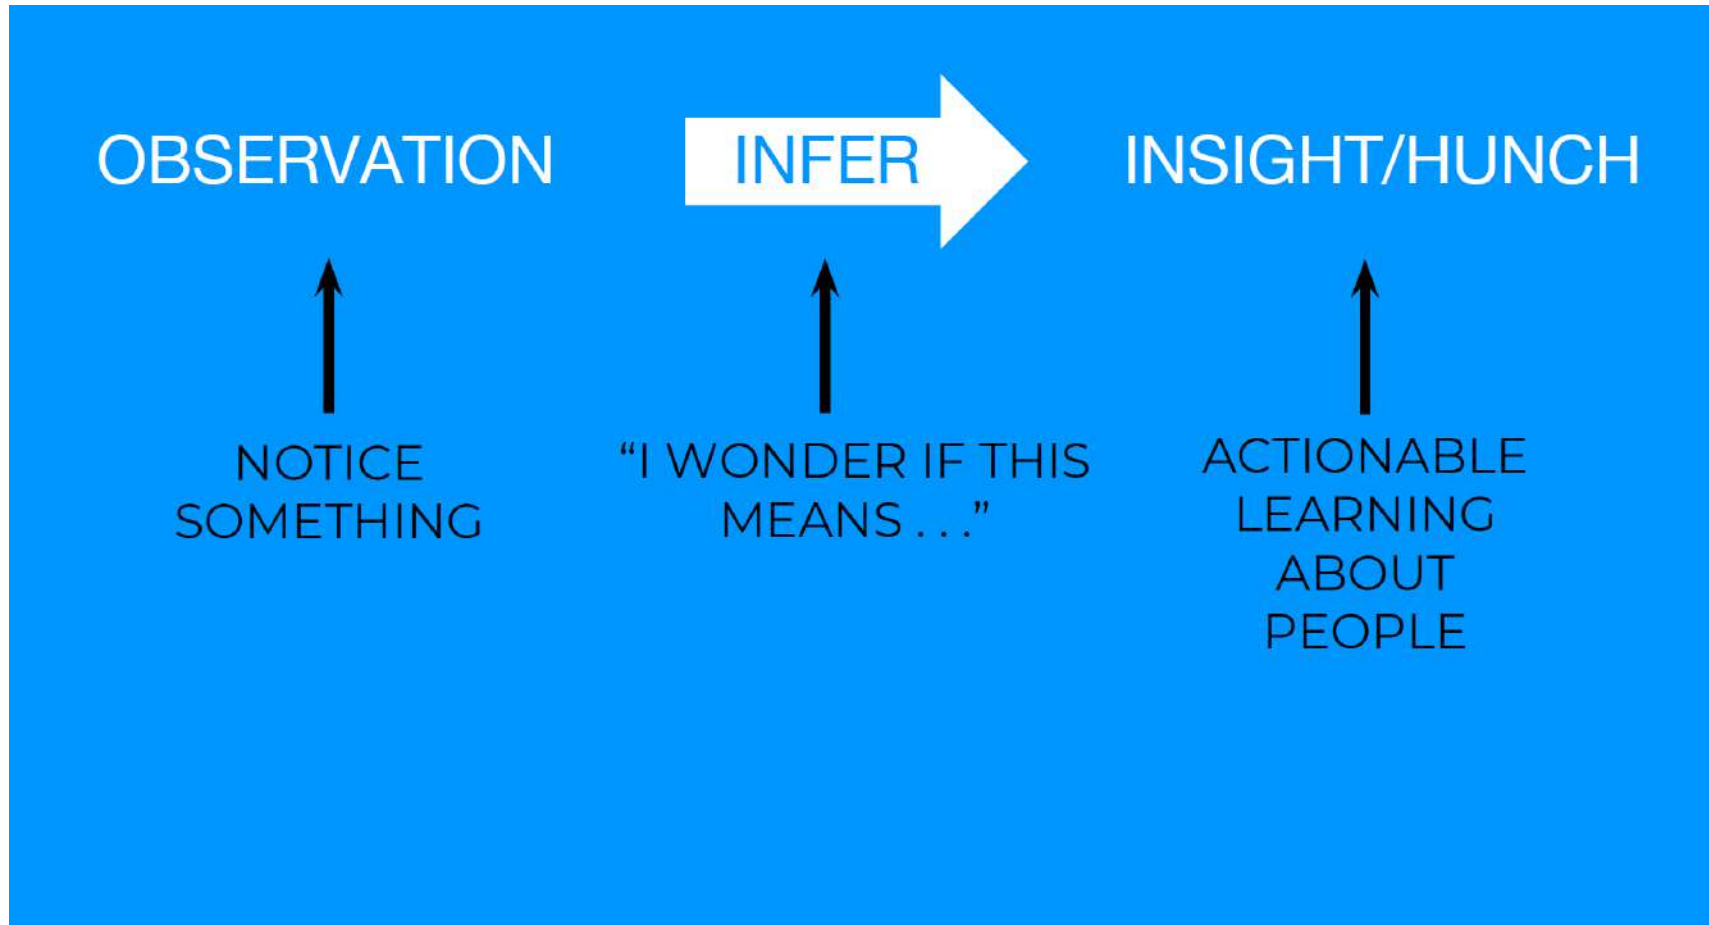 OBSERVATION
INFER
INSIGHT/HUNCH
NOTICE
SOMETHING
“I WONDER IF THIS
MEANS . . .”
ACTIONABLE
LEARNING
ABOUT
PEOPLE